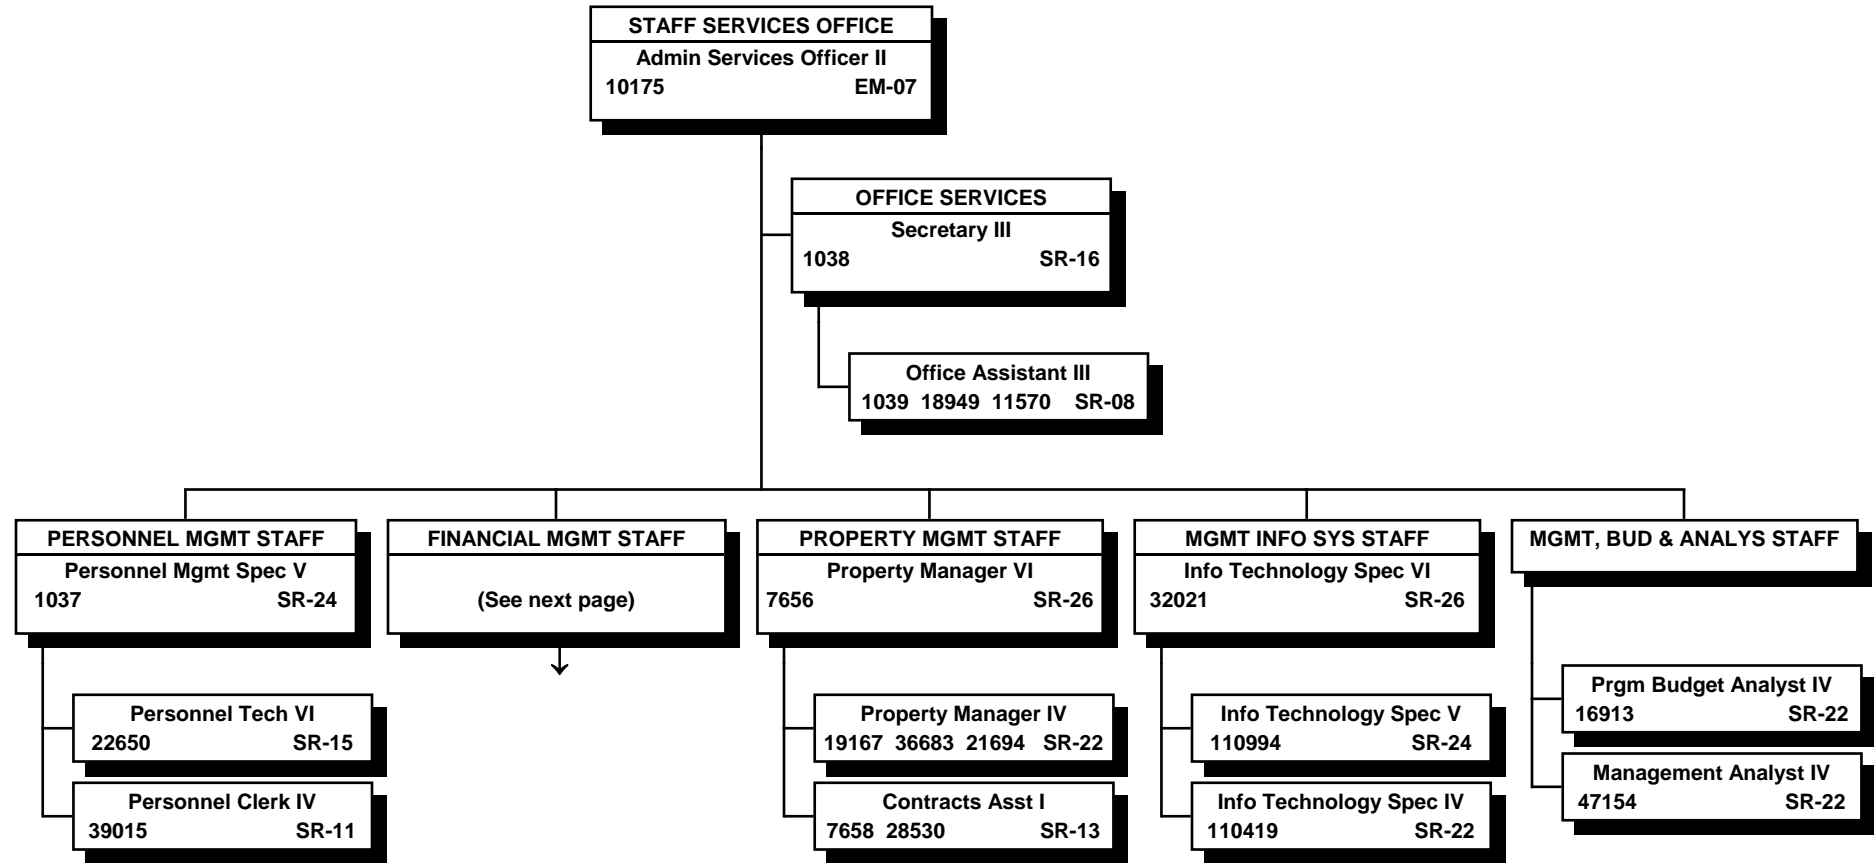 STAFF SERVICES OFFICE
Admin Services Officer II
10175 EM-07
OFFICE SERVICES
Secretary III
1038 SR-16
Office Assistant III
1039 18949 11570 SR-08
PERSONNEL MGMT STAFF
Personnel Mgmt Spec V
1037 SR-24
Personnel Tech VI
22650 SR-15
Personnel Clerk IV
39015 SR-11
FINANCIAL MGMT STAFF
(See next page)
PROPERTY MGMT STAFF
Property Manager VI
7656 SR-26
Property Manager IV
19167 36683 21694 SR-22
Contracts Asst I
7658 28530 SR-13
MGMT INFO SYS STAFF
Info Technology Spec VI
32021 SR-26
Info Technology Spec V
110994 SR-24
Info Technology Spec IV
110419 SR-22
MGMT, BUD & ANALYS STAFF
Prgm Budget Analyst IV
16913 SR-22
Management Analyst IV
47154 SR-22